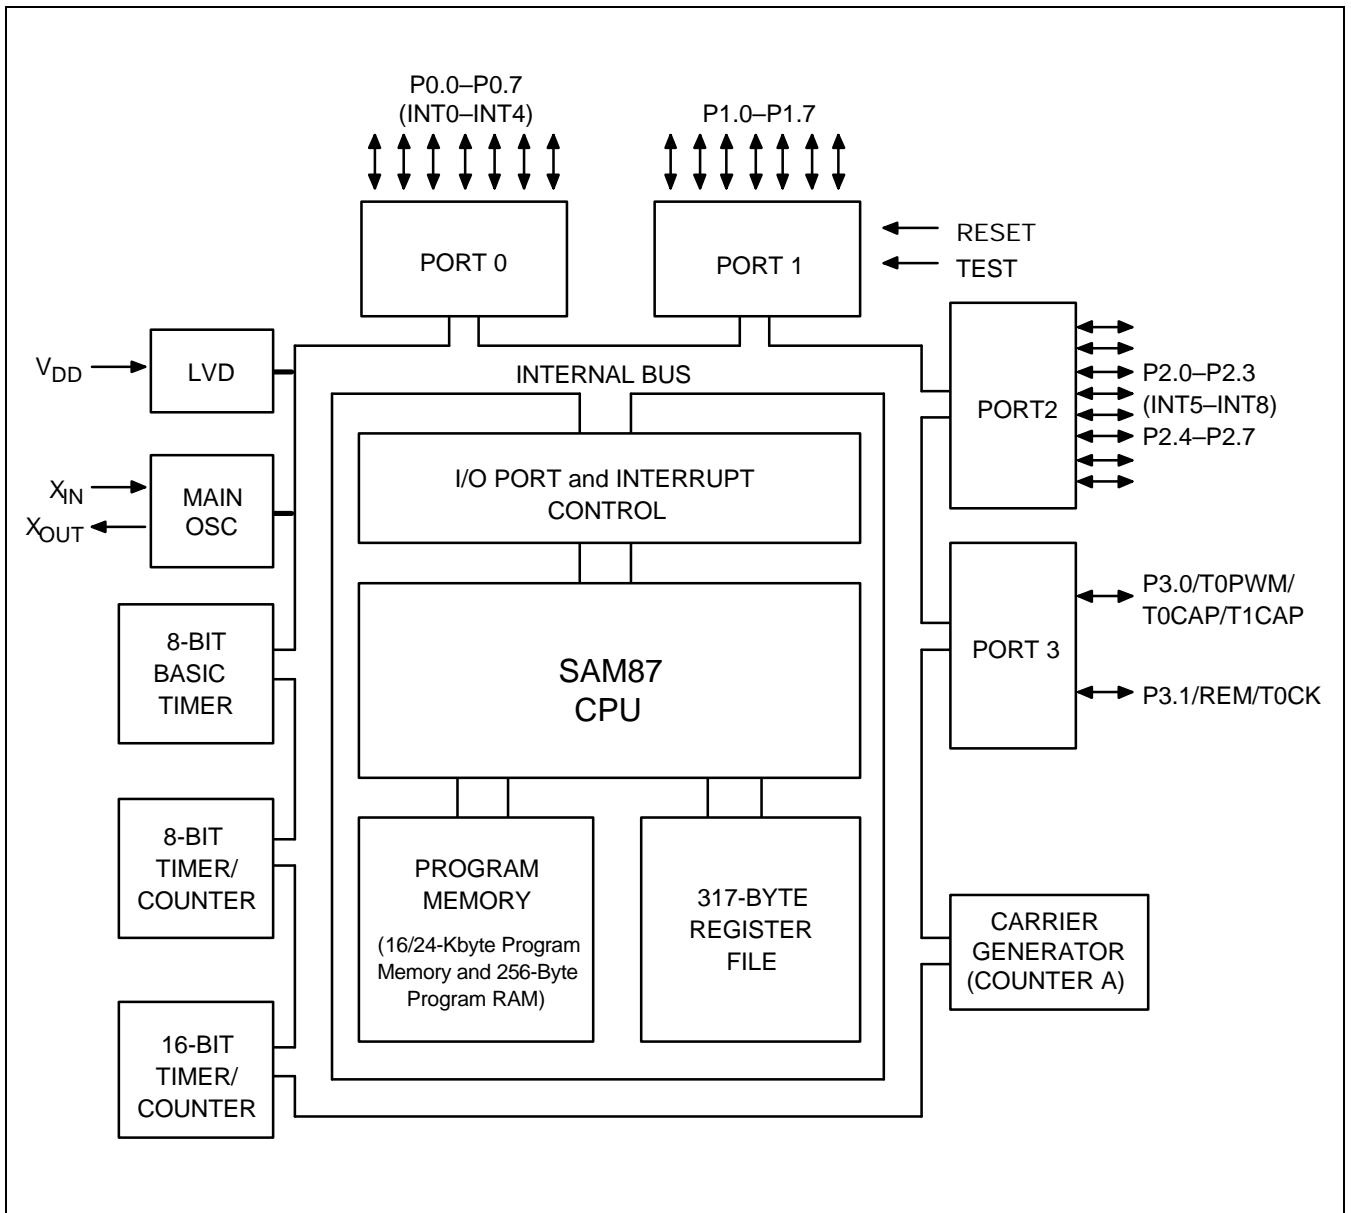 P0.0–P0.7
(INT0–INT4)
P1.0–P1.7
PORT 0
PORT 1
RESET
TEST
VDD
LVD
INTERNAL BUS
PORT2
P2.0–P2.3
(INT5–INT8)
P2.4–P2.7
XIN
XOUT
MAIN
OSC
I/O PORT and INTERRUPT
CONTROL
8-BIT
BASIC
TIMER
SAM87
CPU
PORT 3
P3.0/T0PWM/
T0CAP/T1CAP
P3.1/REM/T0CK
8-BIT
TIMER/
COUNTER
PROGRAM
MEMORY
(16/24-Kbyte Program
Memory and 256-Byte
Program RAM)
317-BYTE
REGISTER
FILE
CARRIER
GENERATOR
(COUNTER A)
16-BIT
TIMER/
COUNTER